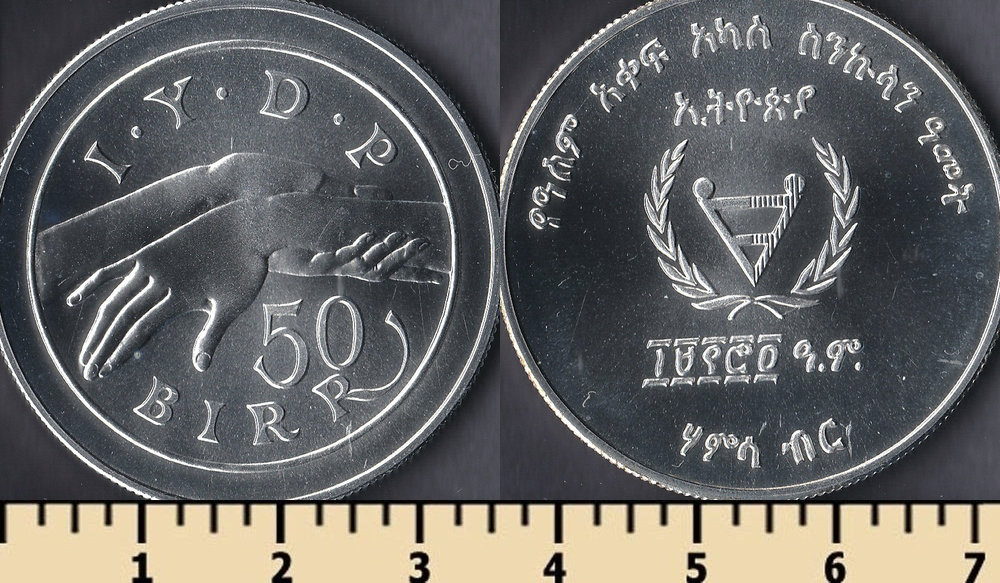 I · Y · D · P
50
BIRR
የዓለም አቀፍ አካለ ስንኩላን ዓመት
ኢትዮጵያ
፲፱፻፸፬ ዓ.ም.
ሃምሳ ብር
1 2 3 4 5 6 7